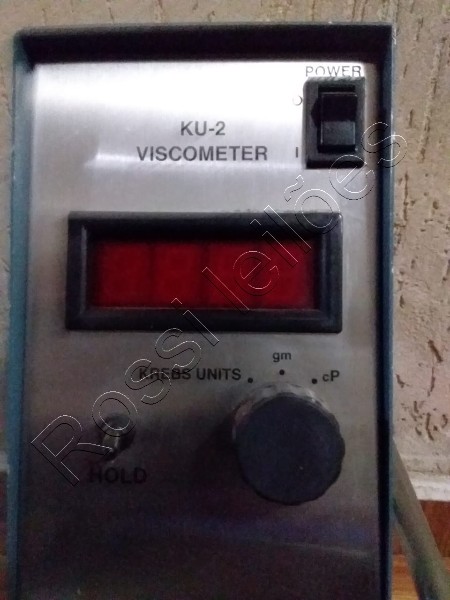 POWER
O
I
KU-2
VISCOMETER
gm
KREBS UNITS
cP
HOLD
Rossi leilões